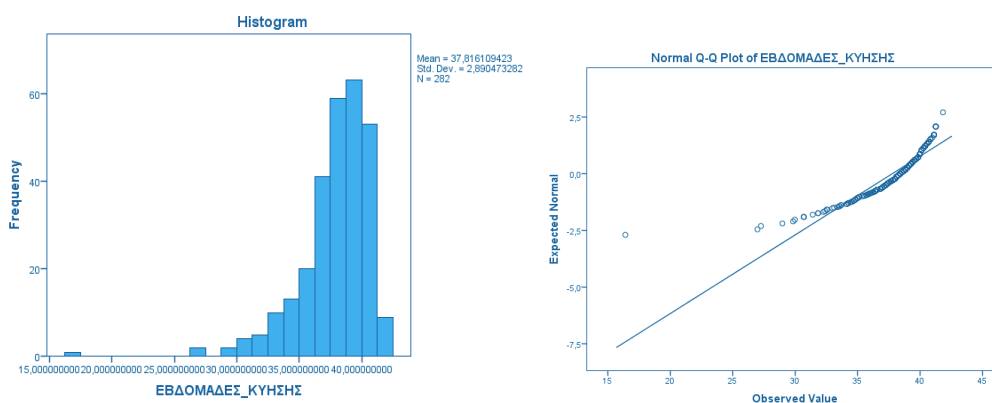 Histogram
Mean = 37,816109423
Std. Dev. = 2,890473282
N = 282
60
40
20
0
Frequency
15,000000000 20,000000000 25,000000000 30,000000000 35,000000000 40,000000000
ΕΒΔΟΜΑΔΕΣ_ΚΥΗΣΗΣ
Normal Q-Q Plot of ΕΒΔΟΜΑΔΕΣ_ΚΥΗΣΗΣ
2,5
0,0
-2,5
-5,0
-7,5
Expected Normal
15 20 25 30 35 40 45
Observed Value